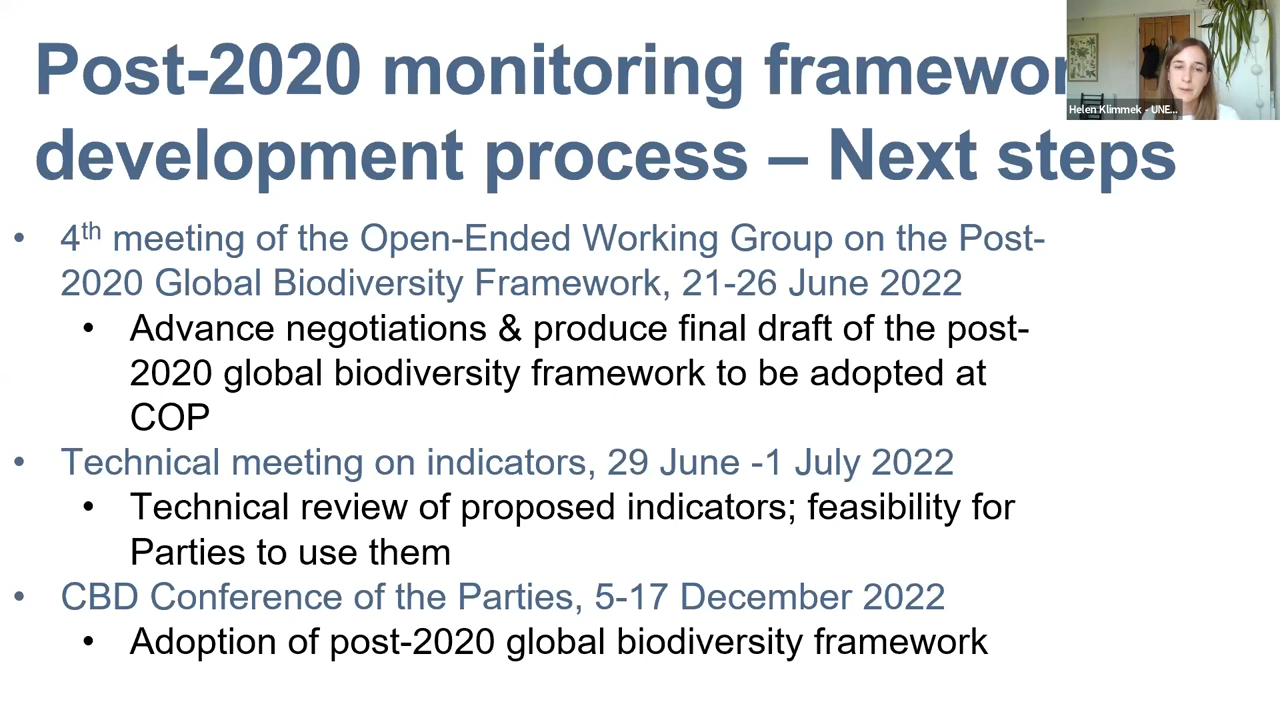 Post-2020 monitoring framewor
development process – Next steps
Helen Klimmek - UNE...
• 4th meeting of the Open-Ended Working Group on the Post-
2020 Global Biodiversity Framework, 21-26 June 2022
• Advance negotiations & produce final draft of the post-
2020 global biodiversity framework to be adopted at
COP
• Technical meeting on indicators, 29 June -1 July 2022
• Technical review of proposed indicators; feasibility for
Parties to use them
• CBD Conference of the Parties, 5-17 December 2022
• Adoption of post-2020 global biodiversity framework